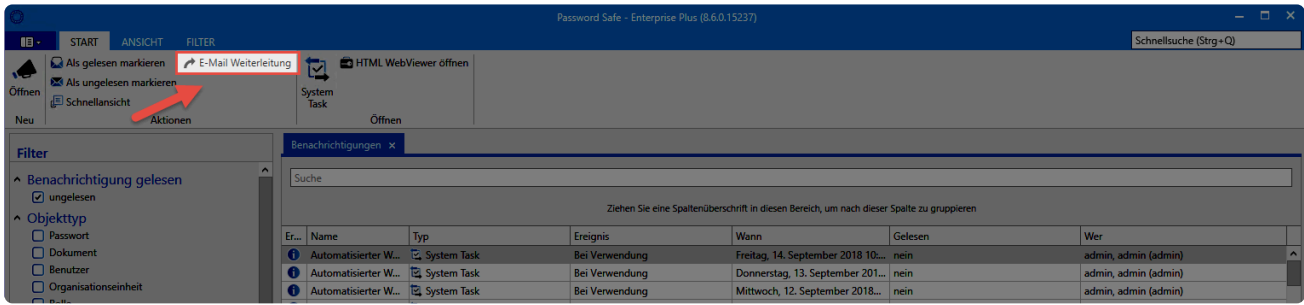 Password Safe - Enterprise Plus (8.6.0.15237)
START ANSICHT FILTER
Schnellsuche (Strg+Q)
Als gelesen markieren
E-Mail Weiterleitung
HTML WebViewer öffnen
Als ungelesen markieren
Öffnen
System Task
Schnellansicht
Neu
Aktionen
Öffnen
Filter
Benachrichtigung gelesen
ungelesen
Objekttyp
Passwort
Dokument
Benutzer
Organisationseinheit
Rolle
Benachrichtigungen
Suche
Ziehen Sie eine Spaltenüberschrift in diesen Bereich, um nach dieser Spalte zu gruppieren
Er... Name Typ Ereignis Wann Gelesen Wer
Automatisierter W... System Task Bei Verwendung Freitag, 14. September 2018 10:... nein admin, admin (admin)
Automatisierter W... System Task Bei Verwendung Donnerstag, 13. September 201... nein admin, admin (admin)
Automatisierter W... System Task Bei Verwendung Mittwoch, 12. September 2018... nein admin, admin (admin)